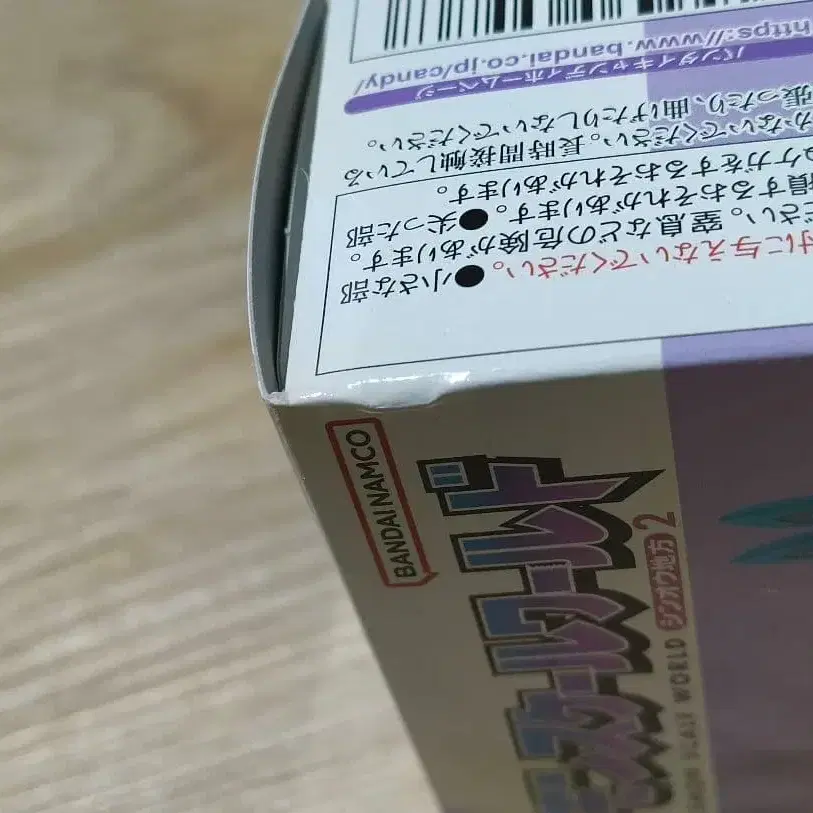 に与えないでください。●小さな部
ださい。窒息などの危険があります。
損するおそれがあります。●尖った部
ケガをするおそれがあります。
かないでください。長時間接触している
張ったり、曲げたりしないでください。
バンダイキャンディホームページ
https://www.bandai.co.jp/candy/
BANDAI NAMCO
スケールワールド
SCALE WORLD シンオウ地方2